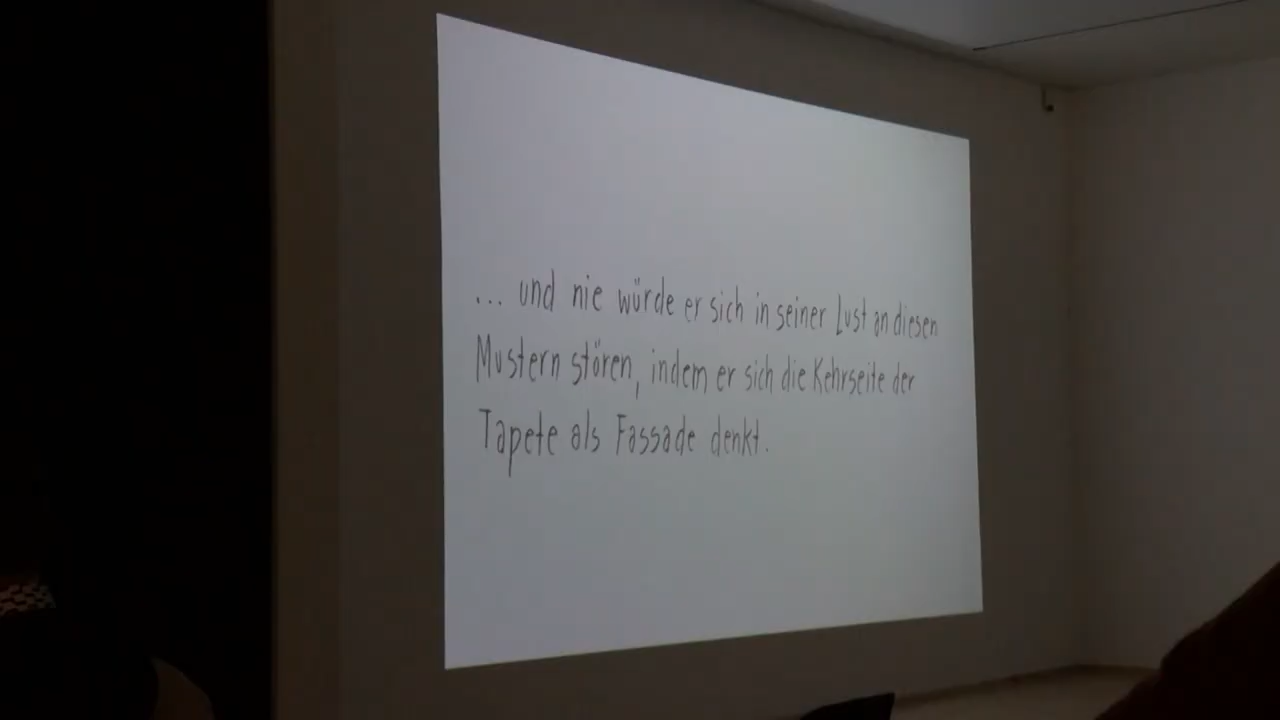 ... und nie würde er sich in seiner Lust an diesen
Mustern stören, indem er sich die Kehrseite der
Tapete als Fassade denkt.